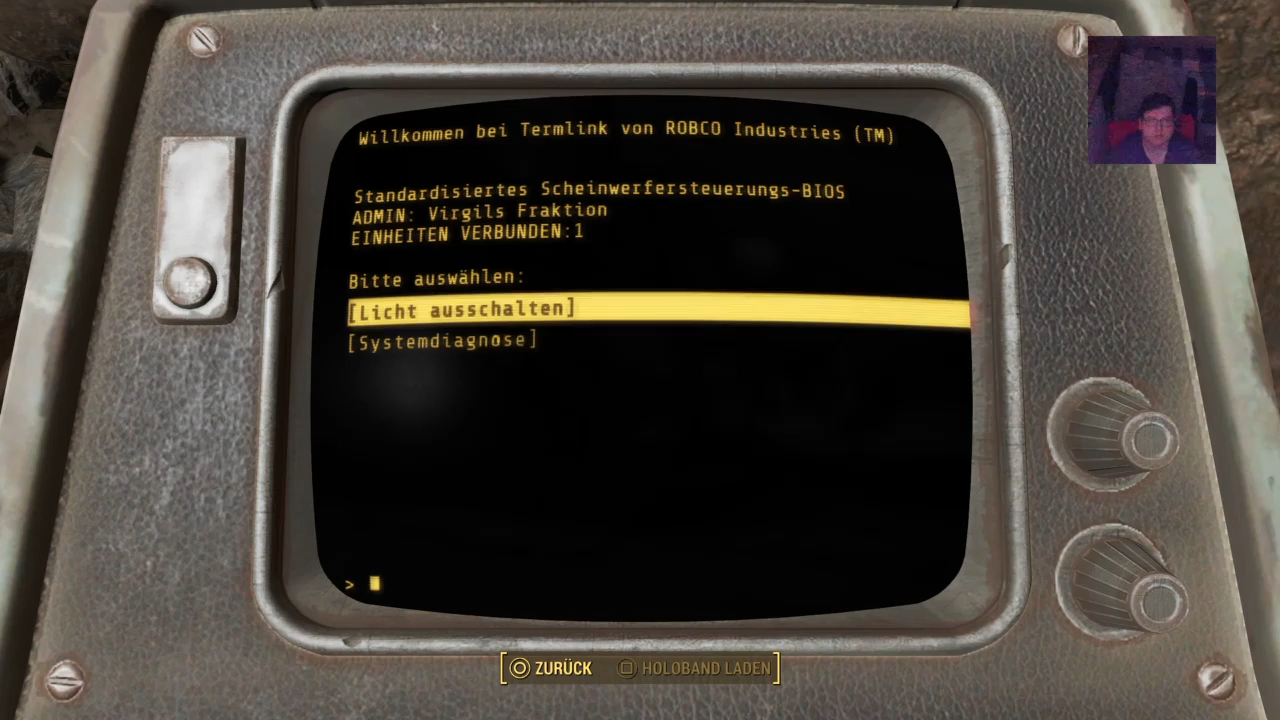 Willkommen bei Termlink von ROBCO Industries (TM)
Standardisiertes Scheinwerfersteuerungs-BIOS
ADMIN: Virgils Fraktion
EINHEITEN VERBUNDEN:1
Bitte auswählen:
[Licht ausschalten]
[Systemdiagnose]
>
ZURÜCK HOLOBAND LADEN